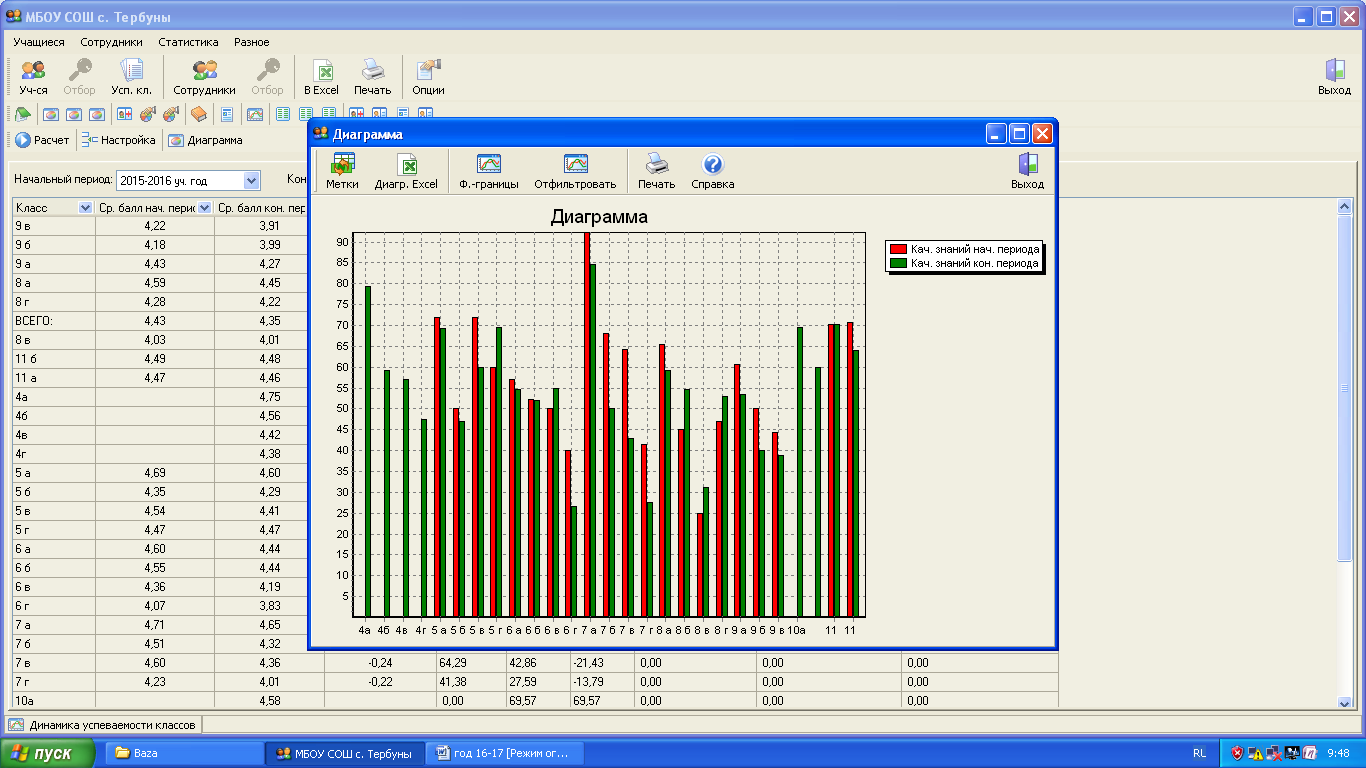 МБОУ СОШ с. Тербуны
Учащиеся Сотрудники Статистика Разное
Уч-ся Отбор Усп. кл. Сотрудники Отбор В Excel Печать Опции Выход
Расчет Настройка Диаграмма
Начальный период: 2015-2016 уч. год Кон
Класс Ср. балл нач. перис Ср. балл кон. пер
9 в 4,22 3,91
9 б 4,18 3,99
9 а 4,43 4,27
8 а 4,59 4,45
8 г 4,28 4,22
ВСЕГО: 4,43 4,35
8 в 4,03 4,01
11 б 4,49 4,48
11 а 4,47 4,46
4а 4,75
4б 4,56
4в 4,42
4г 4,38
5 а 4,69 4,60
5 б 4,35 4,29
5 в 4,54 4,41
5 г 4,47 4,47
6 а 4,60 4,44
6 б 4,55 4,44
6 в 4,36 4,19
6 г 4,07 3,83
7 а 4,71 4,65
7 б 4,51 4,32
7 в 4,60 4,36 -0,24 64,29 42,86 -21,43 0,00 0,00 0,00
7 г 4,23 4,01 -0,22 41,38 27,59 -13,79 0,00 0,00 0,00
10а 4,58 0,00 69,57 69,57 0,00 0,00 0,00
Диаграмма
Метки Диагр. Excel Ф.-границы Отфильтровать Печать Справка Выход
Диаграмма
Кач. знаний нач. периода
Кач. знаний кон. периода
90
85
80
75
70
65
60
55
50
45
40
35
30
25
20
15
10
5
4а 4б 4в 4г 5 а 5 б 5 в 5 г 6 а 6 б 6 в 6 г 7 а 7 б 7 в 7 г 8 а 8 б 8 в 8 г 9 а 9 б 9 в 10а 11 11
Динамика успеваемости классов
пуск Baza МБОУ СОШ с. Тербуны год 16-17 [Режим ог... RL 9:48